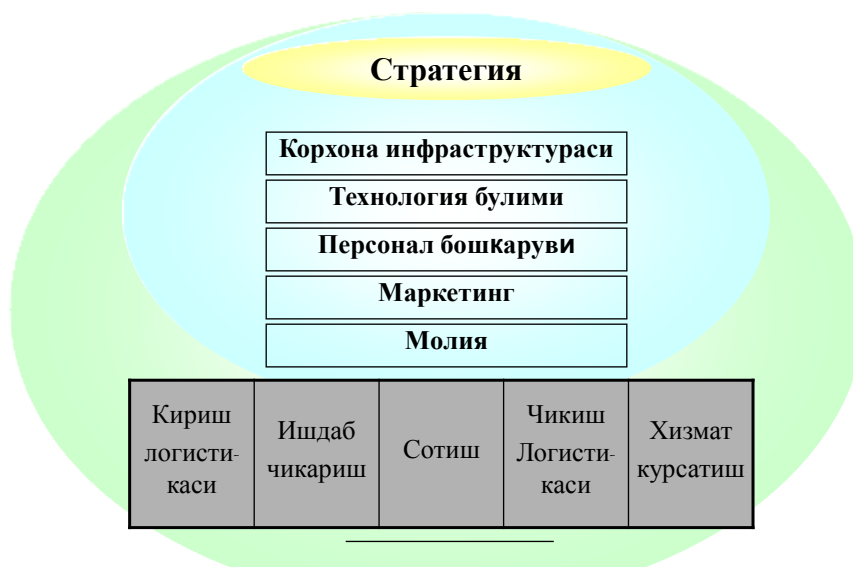 Стратегия
Корхона инфраструктураси
Технология булими
Персонал бошкаруви
Маркетинг
Молия
Кириш
логисти-
каси
Ишдаб
чикариш
Сотиш
Чикиш
Логисти-
каси
Хизмат
курсатиш